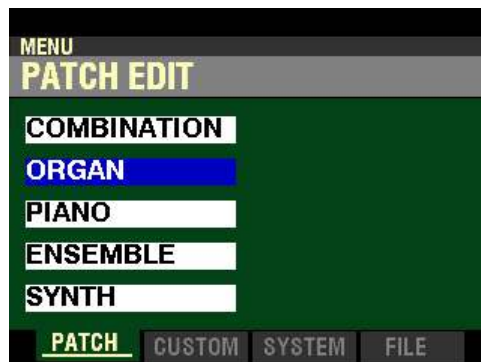 MENU
PATCH EDIT
COMBINATION
ORGAN
PIANO
ENSEMBLE
SYNTH
PATCH CUSTOM SYSTEM FILE